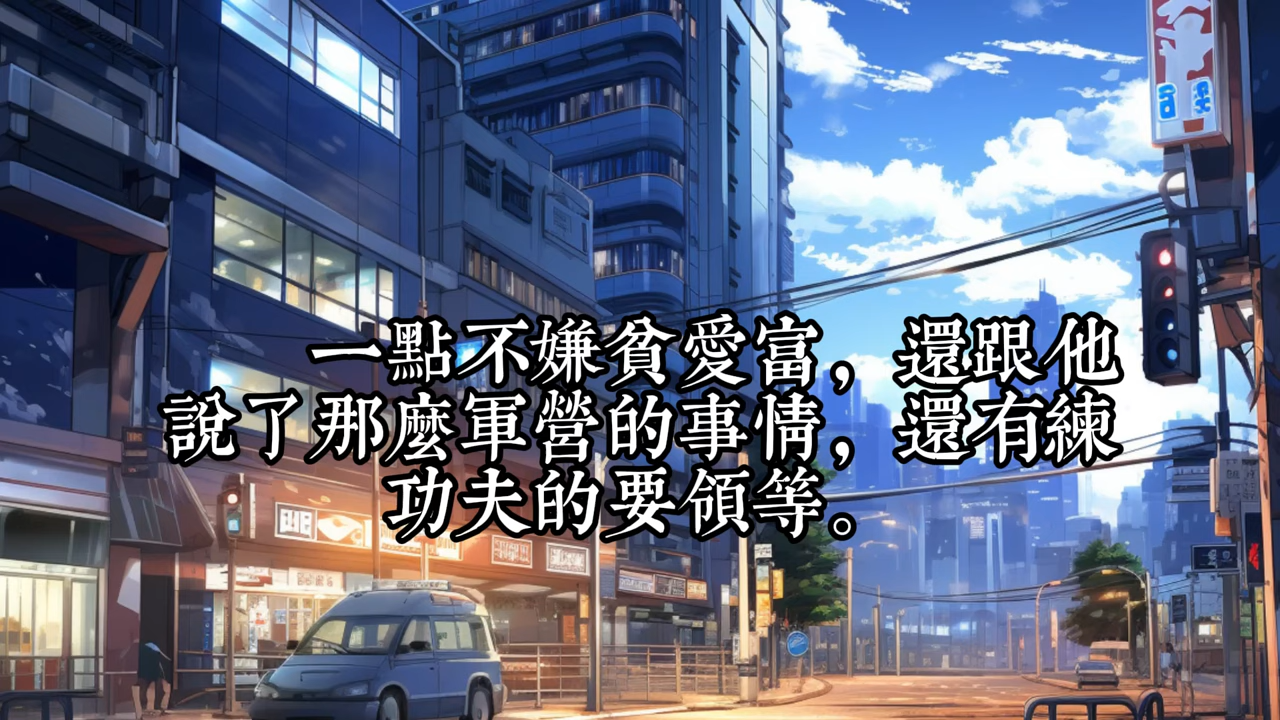 一點不嫌貧愛富，還跟他
說了那麼軍營的事情，還有練
功夫的要領等。